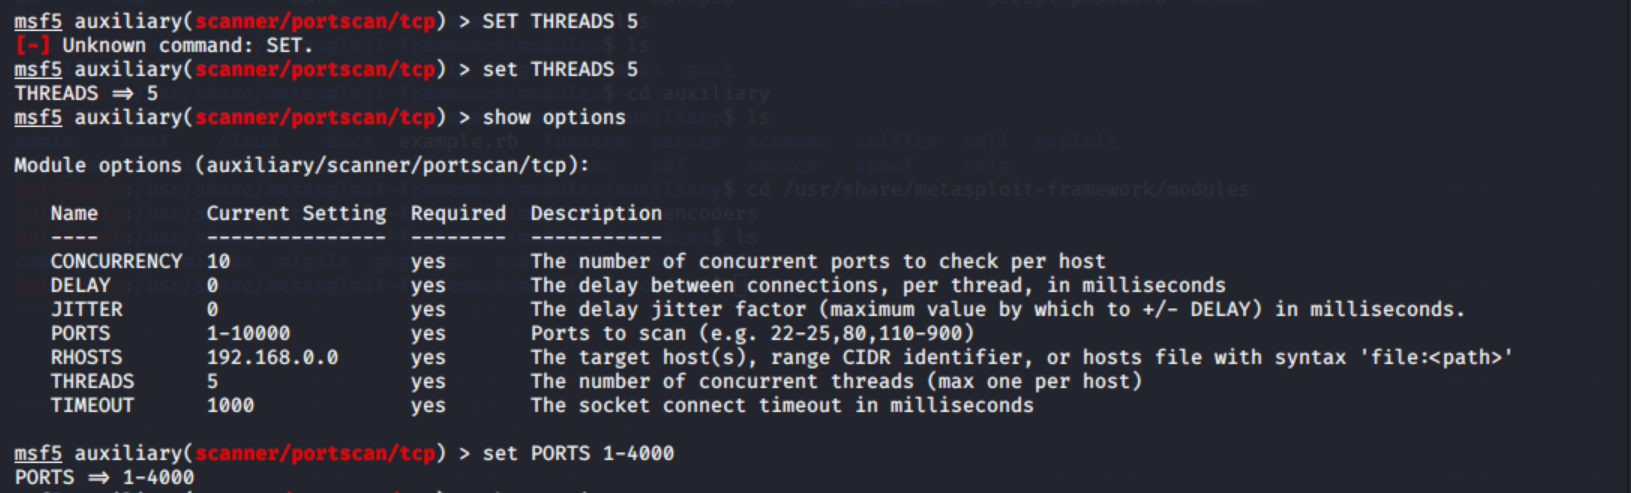 msf5 auxiliary(scanner/portscan/tcp) > SET THREADS 5
[-] Unknown command: SET.
msf5 auxiliary(scanner/portscan/tcp) > set THREADS 5
THREADS ⇒ 5
msf5 auxiliary(scanner/portscan/tcp) > show options
Module options (auxiliary/scanner/portscan/tcp):
Name Current Setting Required Description
---- --------------- -------- -----------
CONCURRENCY 10 yes The number of concurrent ports to check per host
DELAY 0 yes The delay between connections, per thread, in milliseconds
JITTER 0 yes The delay jitter factor (maximum value by which to +/- DELAY) in milliseconds.
PORTS 1-10000 yes Ports to scan (e.g. 22-25,80,110-900)
RHOSTS 192.168.0.0 yes The target host(s), range CIDR identifier, or hosts file with syntax 'file:<path>'
THREADS 5 yes The number of concurrent threads (max one per host)
TIMEOUT 1000 yes The socket connect timeout in milliseconds
msf5 auxiliary(scanner/portscan/tcp) > set PORTS 1-4000
PORTS ⇒ 1-4000